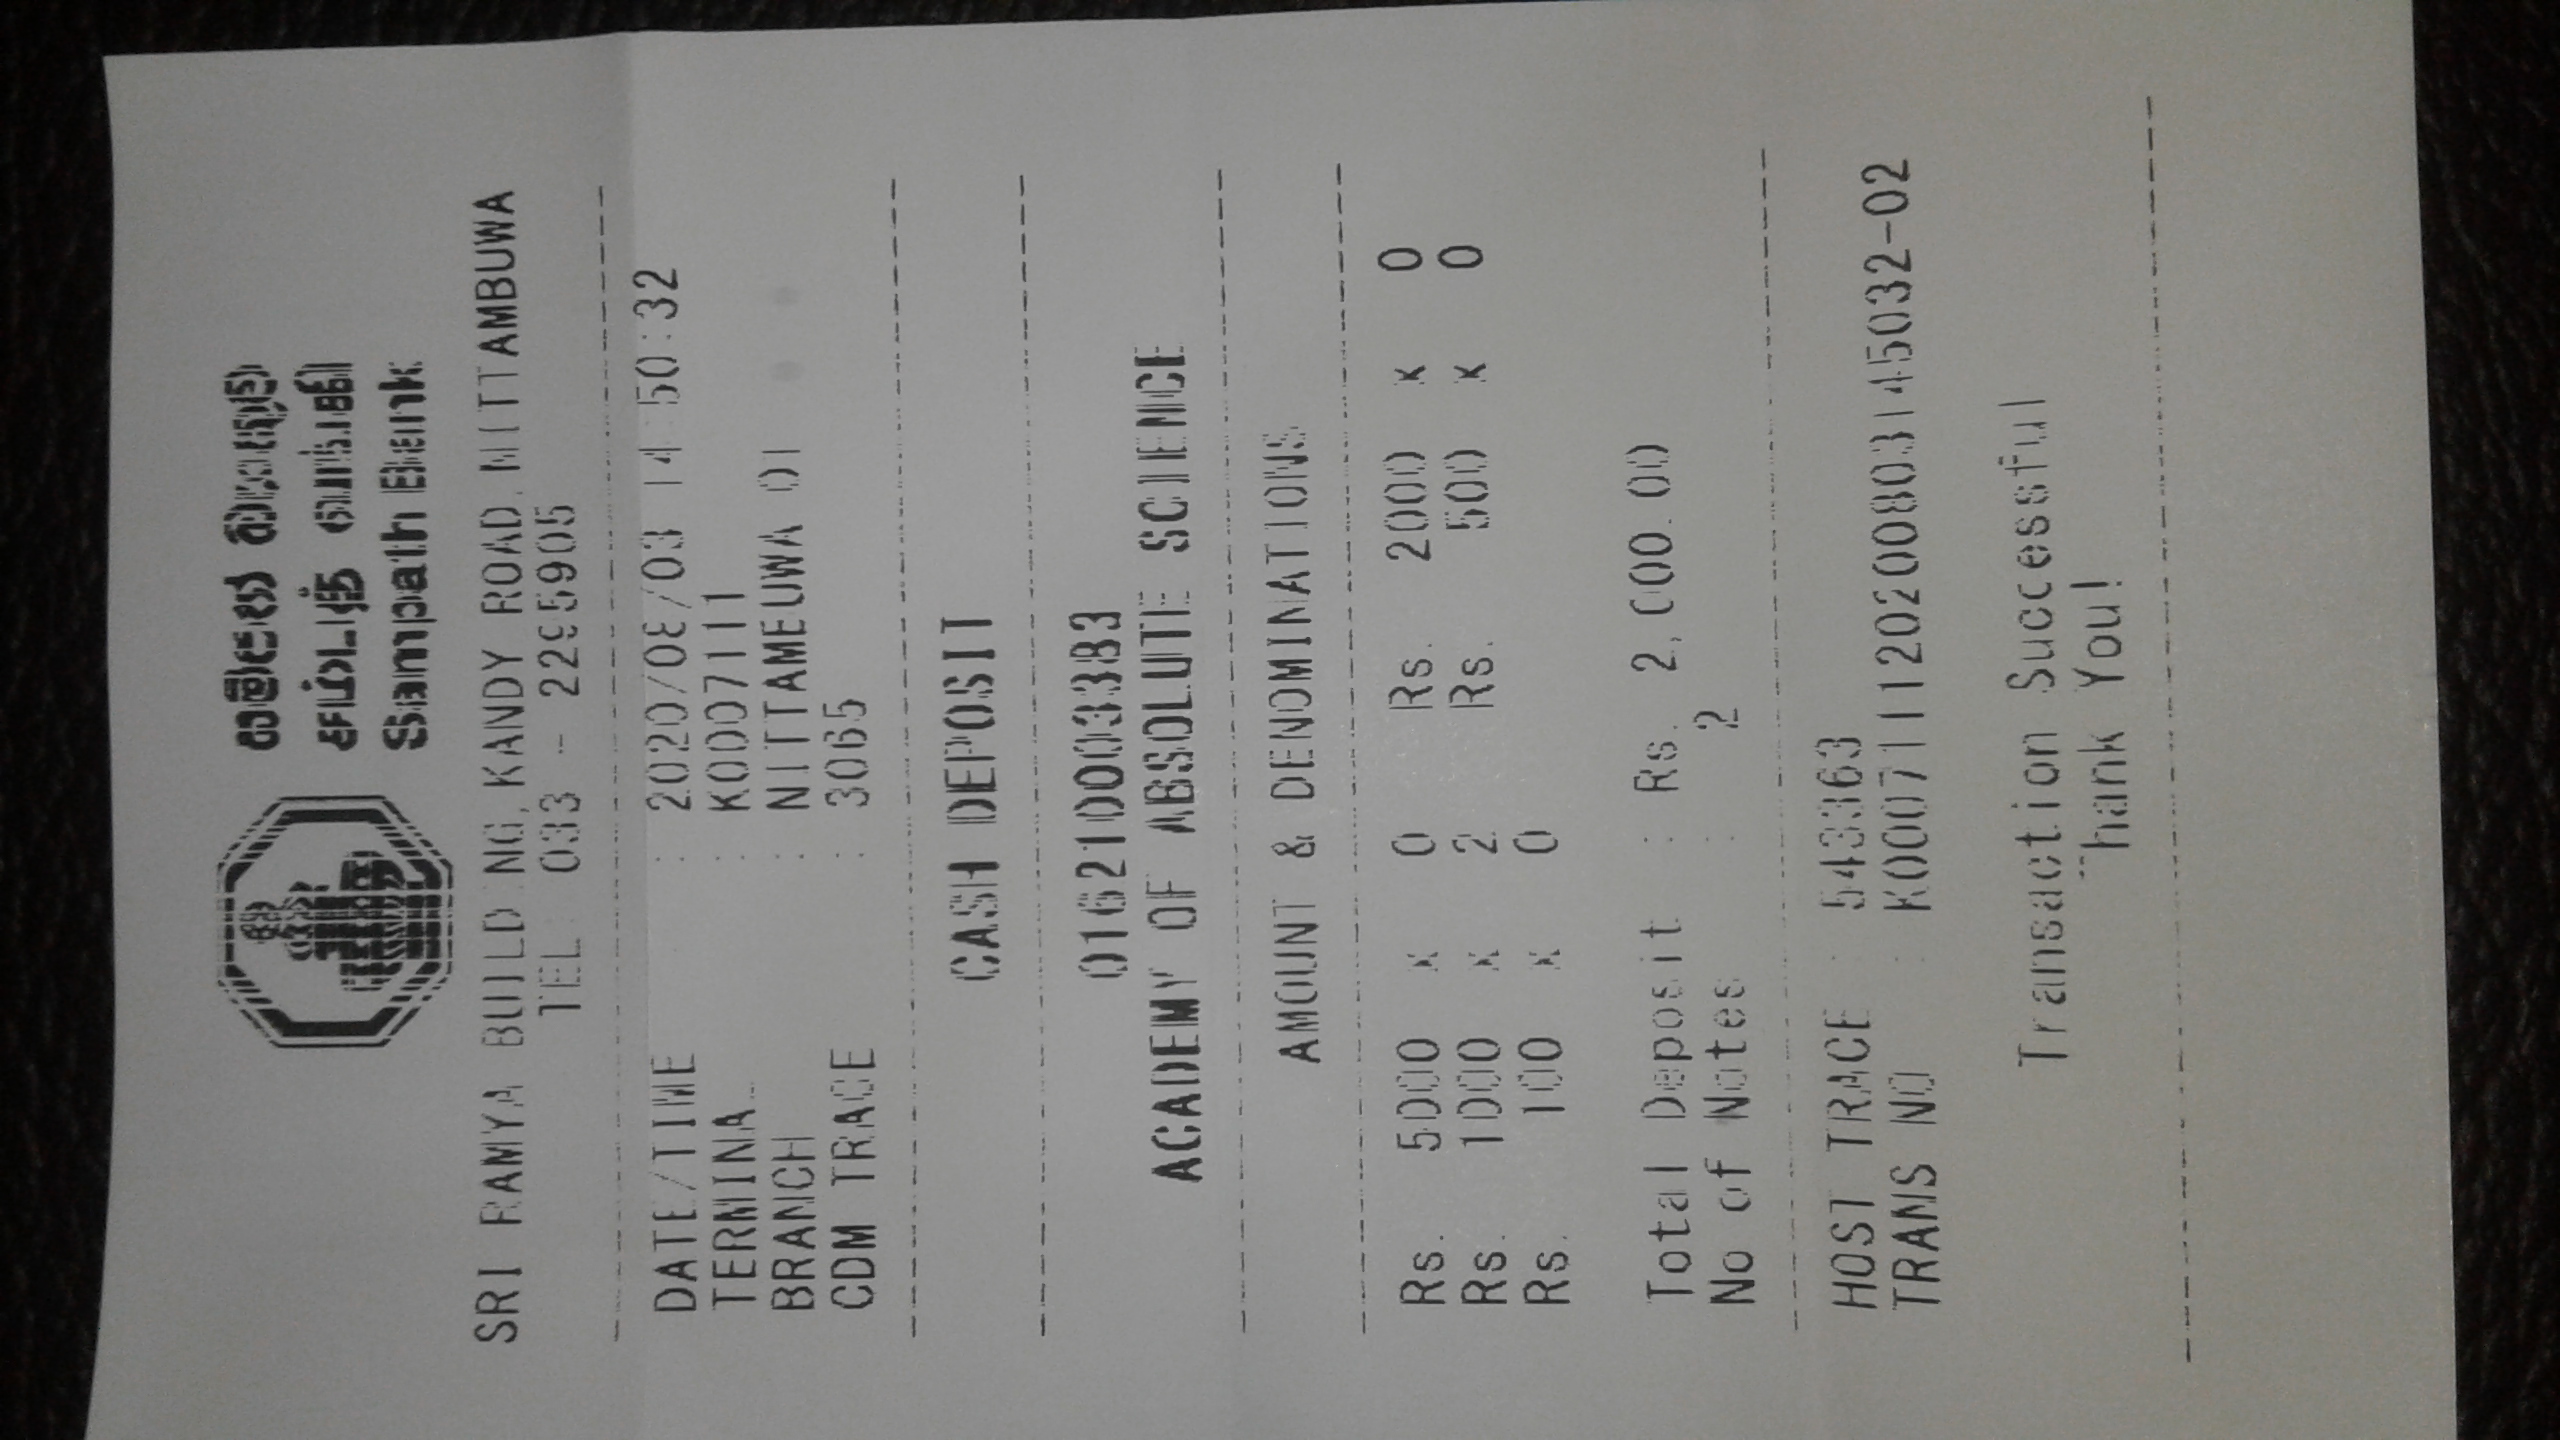 සම්පත් බැංකුව
சம்பத் வங்கி
Sampath Bank
SRI RAMYA BUILDING, KANDY ROAD, NITTAMBUWA
TEL : 033 - 2295905
DATE/TIME : 2020/08/03 14:50:32
TERMINAL : K0007111
BRANCH : NITTAMBUWA 01
CDM TRACE : 3065
CASH DEPOSIT
016210003383
ACADEMY OF ABSOLUTE SCIENCE
AMOUNT & DENOMINATIONS
Rs. 5000 x 0 Rs. 2000 x 0
Rs. 1000 x 2 Rs. 500 x 0
Rs. 100 x 0
Total Deposit : Rs. 2,000.00
No of Notes : 2
HOST TRACE : 543363
TRANS NO : K000711120200803145032-02
Transaction Successful
Thank You!